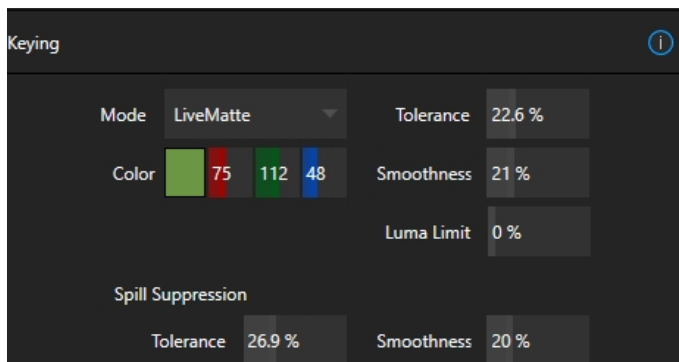 Keying
Mode LiveMatte Tolerance 22.6 %
Color 75 112 48 Smoothness 21 %
Luma Limit 0 %
Spill Suppression
Tolerance 26.9 % Smoothness 20 %